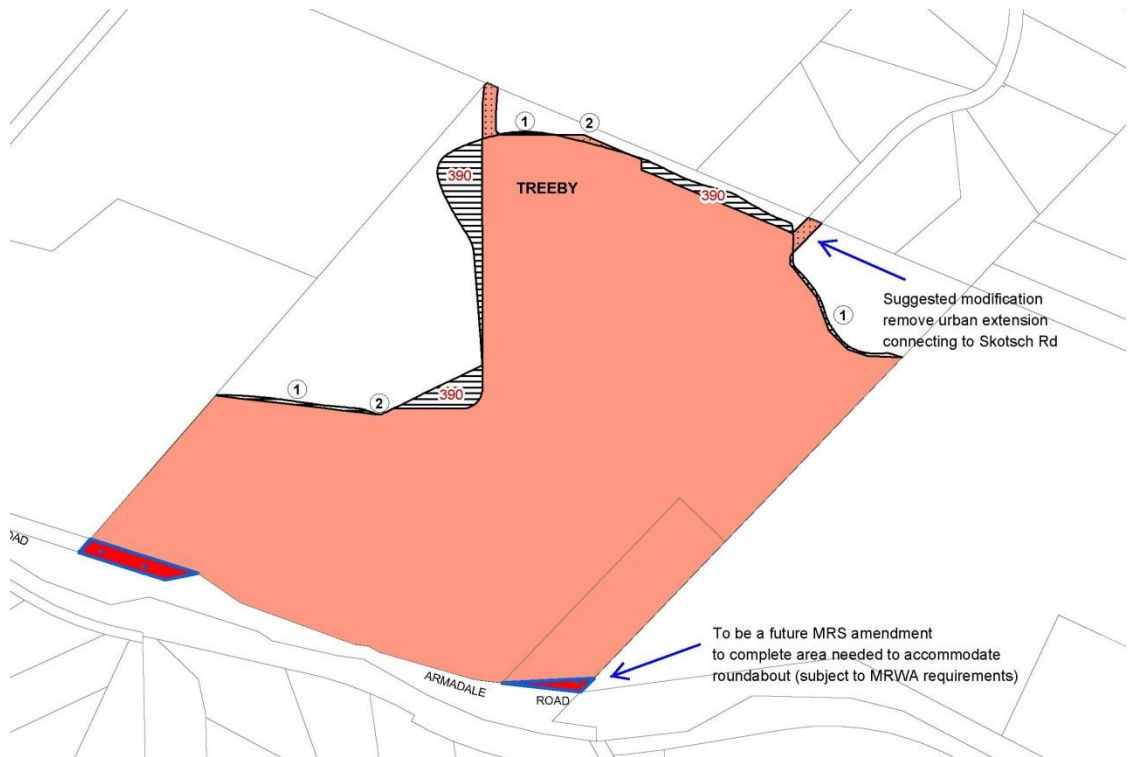 1
2
390
TREEBY
390
Suggested modification
remove urban extension
connecting to Skotsch Rd
1
1
2
390
OAD
To be a future MRS amendment
to complete area needed to accommodate
roundabout (subject to MRWA requirements)
ARMADALE
ROAD